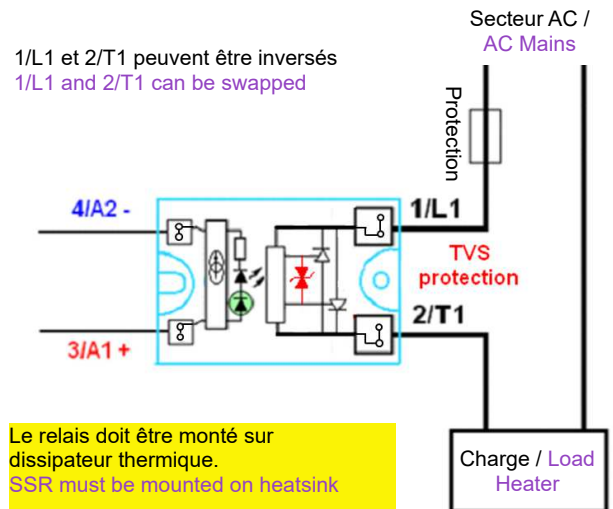 Secteur AC /
AC Mains
1/L1 et 2/T1 peuvent être inversés
1/L1 and 2/T1 can be swapped
Protection
4/A2 -
1/L1
TVS
protection
2/T1
3/A1 +
Le relais doit être monté sur
dissipateur thermique.
SSR must be mounted on heatsink
Charge / Load
Heater